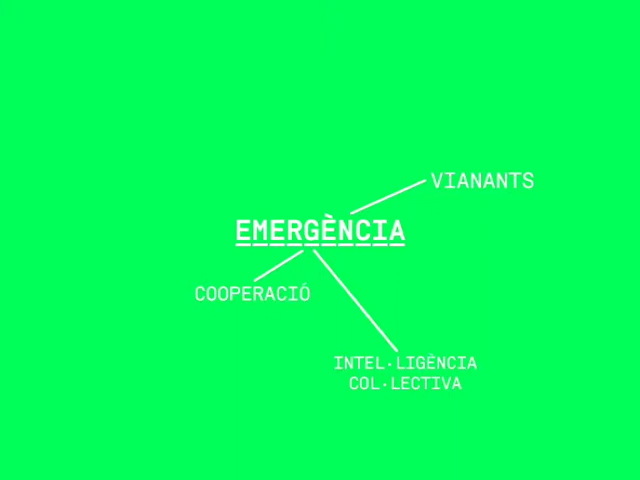 VIANANTS
EMERGÈNCIA
COOPERACIÓ
INTEL·LIGÈNCIA
COL·LECTIVA